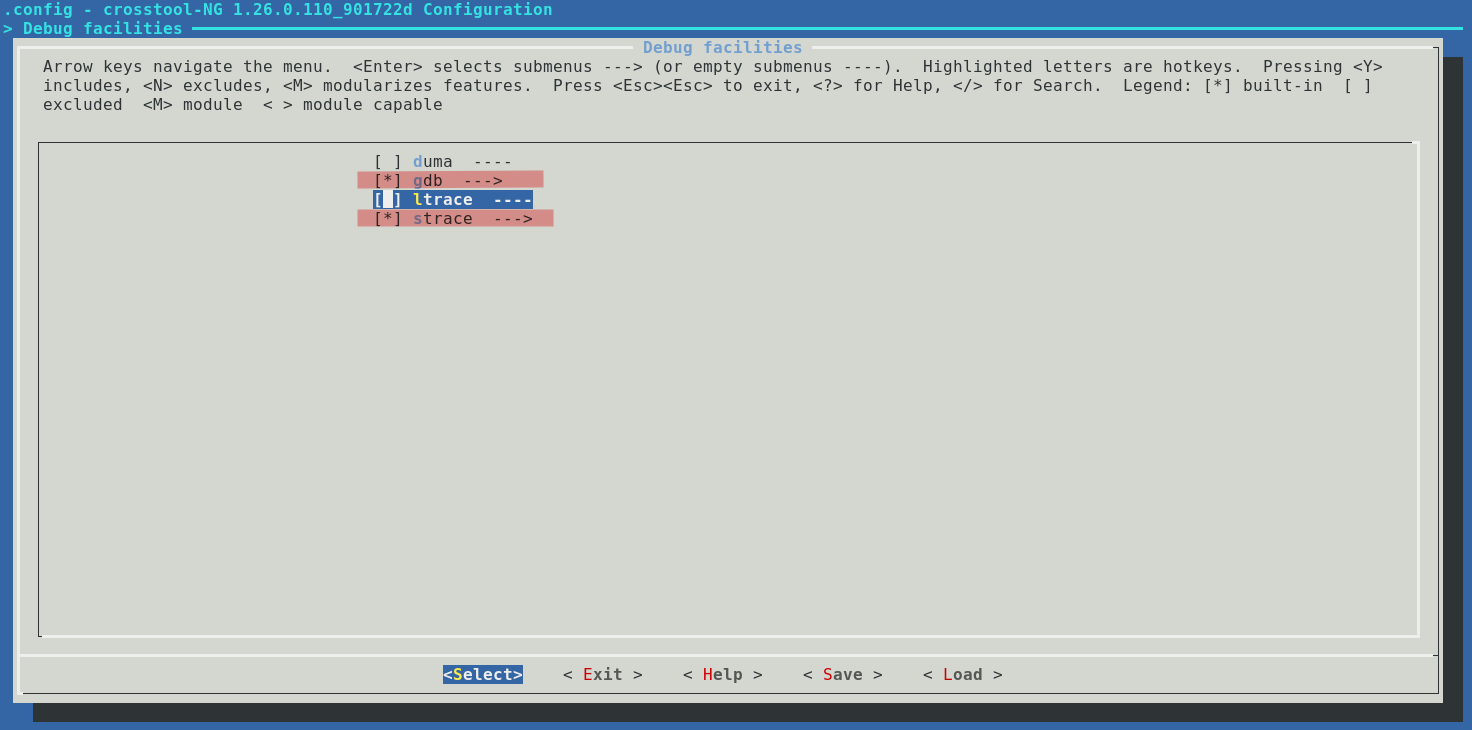 .config - crosstool-NG 1.26.0.110_901722d Configuration
> Debug facilities
Debug facilities
Arrow keys navigate the menu.  <Enter> selects submenus ---> (or empty submenus ----).  Highlighted letters are hotkeys.  Pressing <Y>
includes, <N> excludes, <M> modularizes features.  Press <Esc><Esc> to exit, <?> for Help, </> for Search.  Legend: [*] built-in  [ ]
excluded  <M> module  < > module capable
[ ] duma  ----
[*] gdb  --->
[ ] ltrace  ----
[*] strace  --->
<Select>    < Exit >    < Help >    < Save >    < Load >